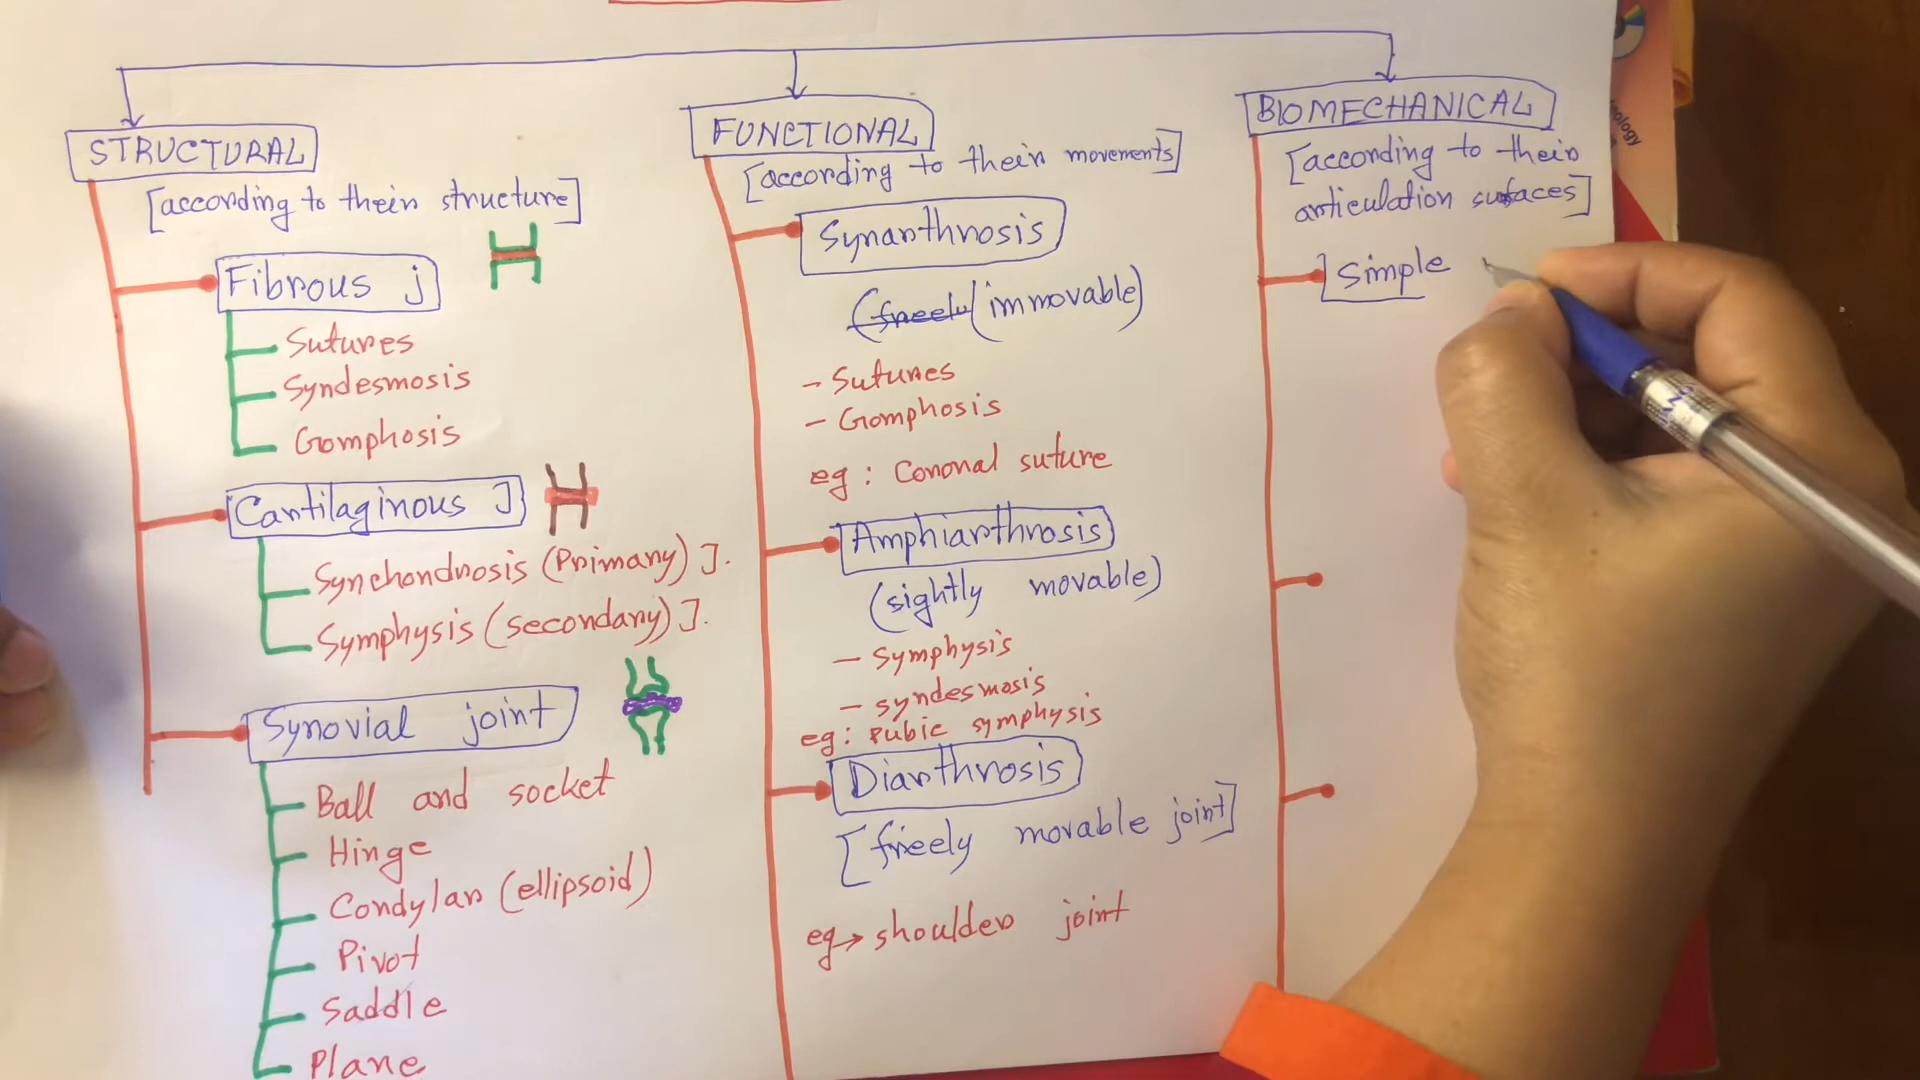 STRUCTURAL
[according to their structure]
Fibrous j
Sutures
Syndesmosis
Gomphosis
Cartilaginous J
Synchondrosis (Primary) J.
Symphysis (secondary) J.
Synovial joint
Ball and socket
Hinge
Condylar (ellipsoid)
Pivot
Saddle
Plane
FUNCTIONAL
[according to their movements]
Synarthrosis
(freely (immovable)
- Sutures
- Gomphosis
eg: Coronal suture
Amphiarthrosis
(sightly movable)
- Symphysis
- syndesmosis
eg: Pubic symphysis
Diarthrosis
[freely movable joint]
eg→ shoulder joint
BIOMECHANICAL
[according to their
articulation surfaces]
Simple
ology